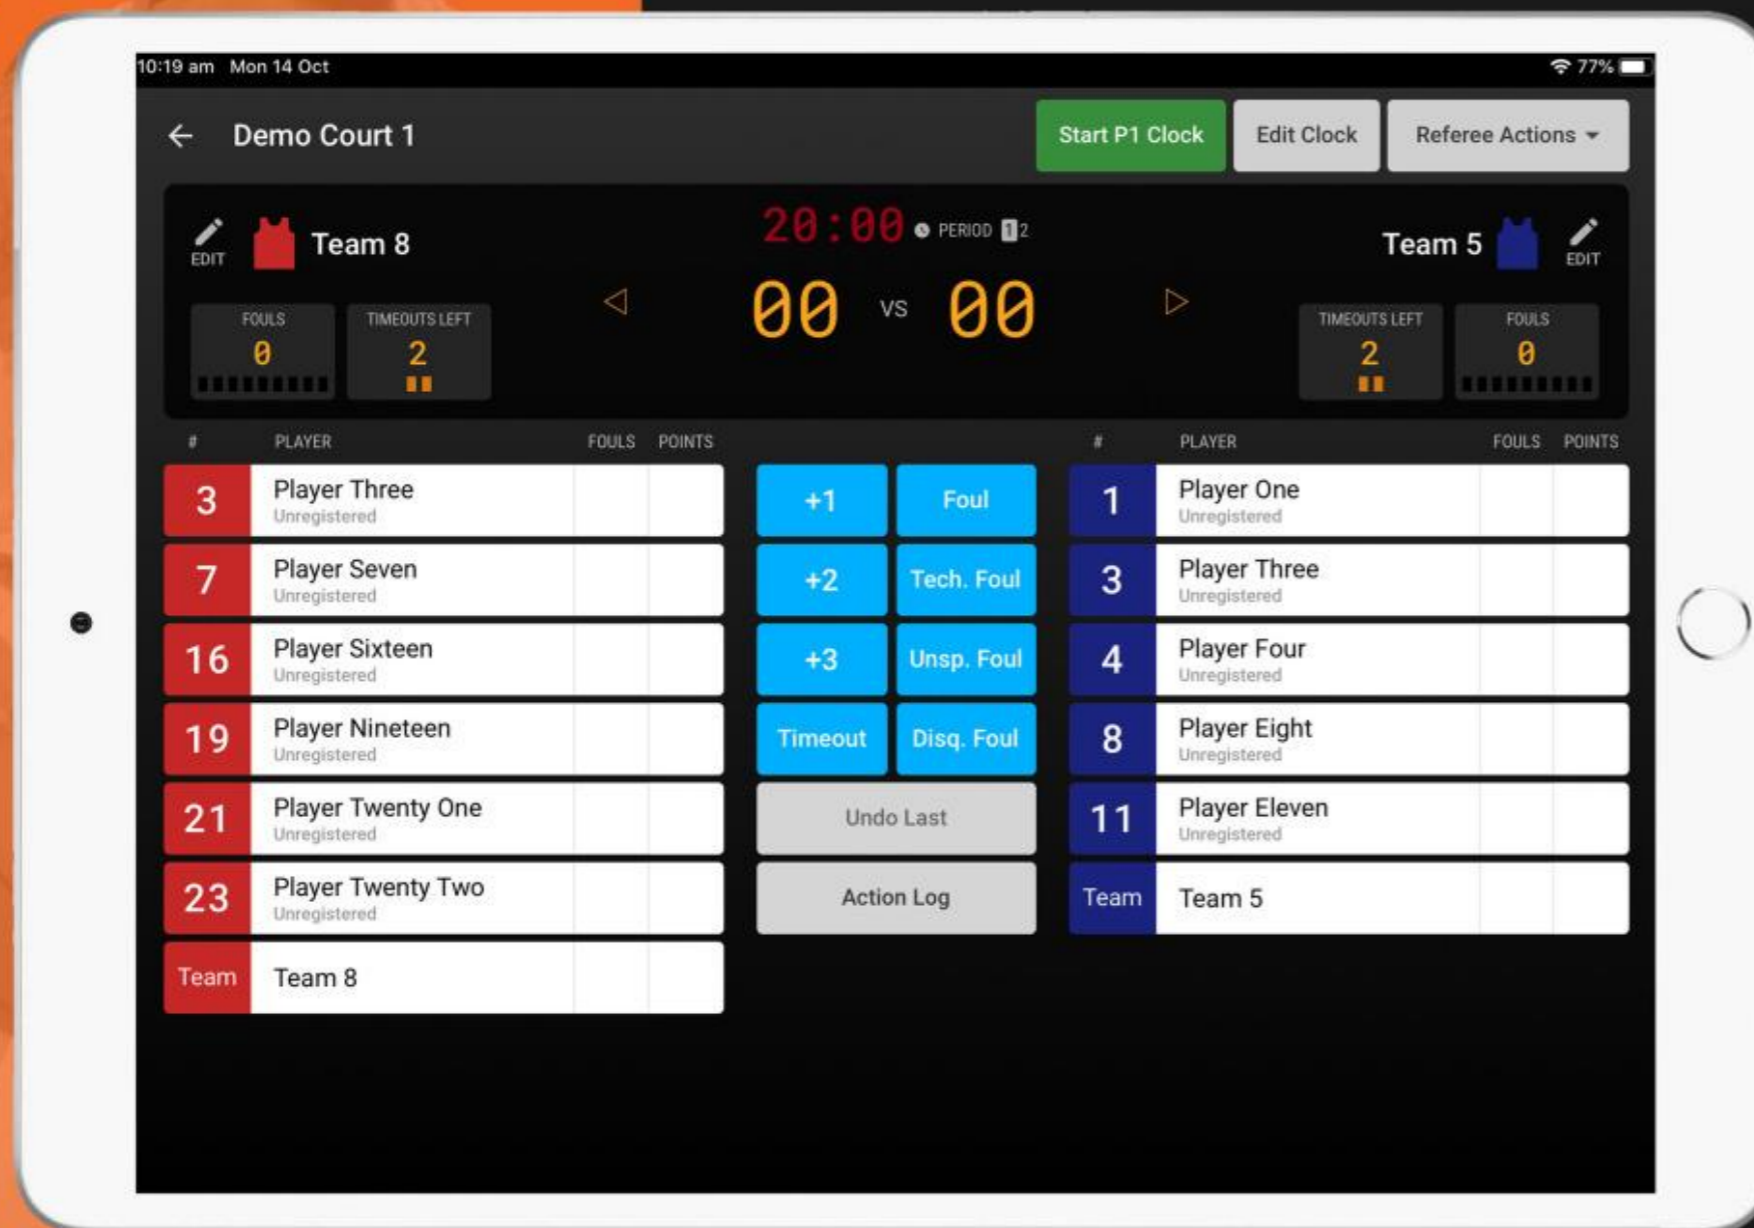 10:19 am Mon 14 Oct
77%
Demo Court 1
Start P1 Clock
Edit Clock
Referee Actions
EDIT
Team 8
20:00
PERIOD 1 2
Team 5
EDIT
FOULS
0
TIMEOUTS LEFT
2
00 VS 00
TIMEOUTS LEFT
2
FOULS
0
# PLAYER FOULS POINTS
3 Player Three
Unregistered
7 Player Seven
Unregistered
16 Player Sixteen
Unregistered
19 Player Nineteen
Unregistered
21 Player Twenty One
Unregistered
23 Player Twenty Two
Unregistered
Team Team 8
+1 Foul
+2 Tech. Foul
+3 Unsp. Foul
Timeout Disq. Foul
Undo Last
Action Log
# PLAYER FOULS POINTS
1 Player One
Unregistered
3 Player Three
Unregistered
4 Player Four
Unregistered
8 Player Eight
Unregistered
11 Player Eleven
Unregistered
Team Team 5